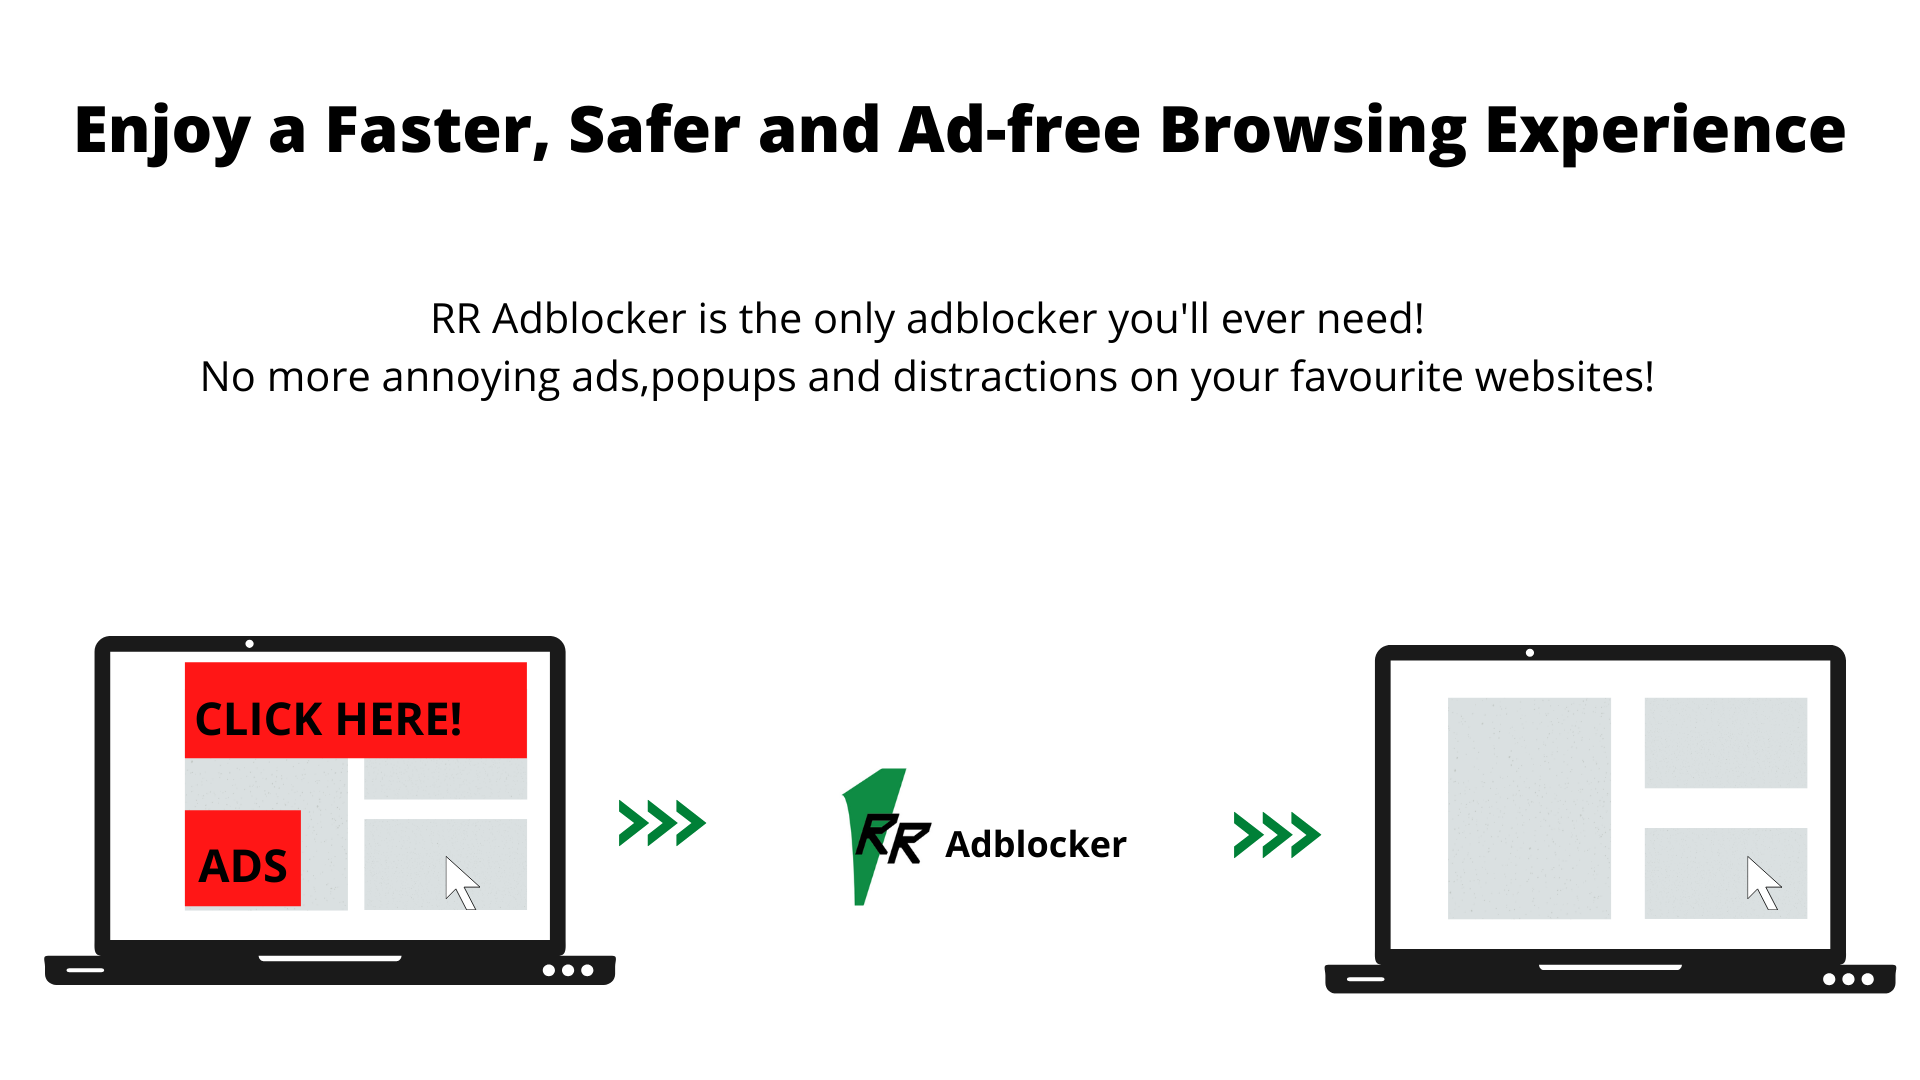 Enjoy a Faster, Safer and Ad-free Browsing Experience
RR Adblocker is the only adblocker you'll ever need!
No more annoying ads,popups and distractions on your favourite websites!
CLICK HERE!
ADS
RR Adblocker